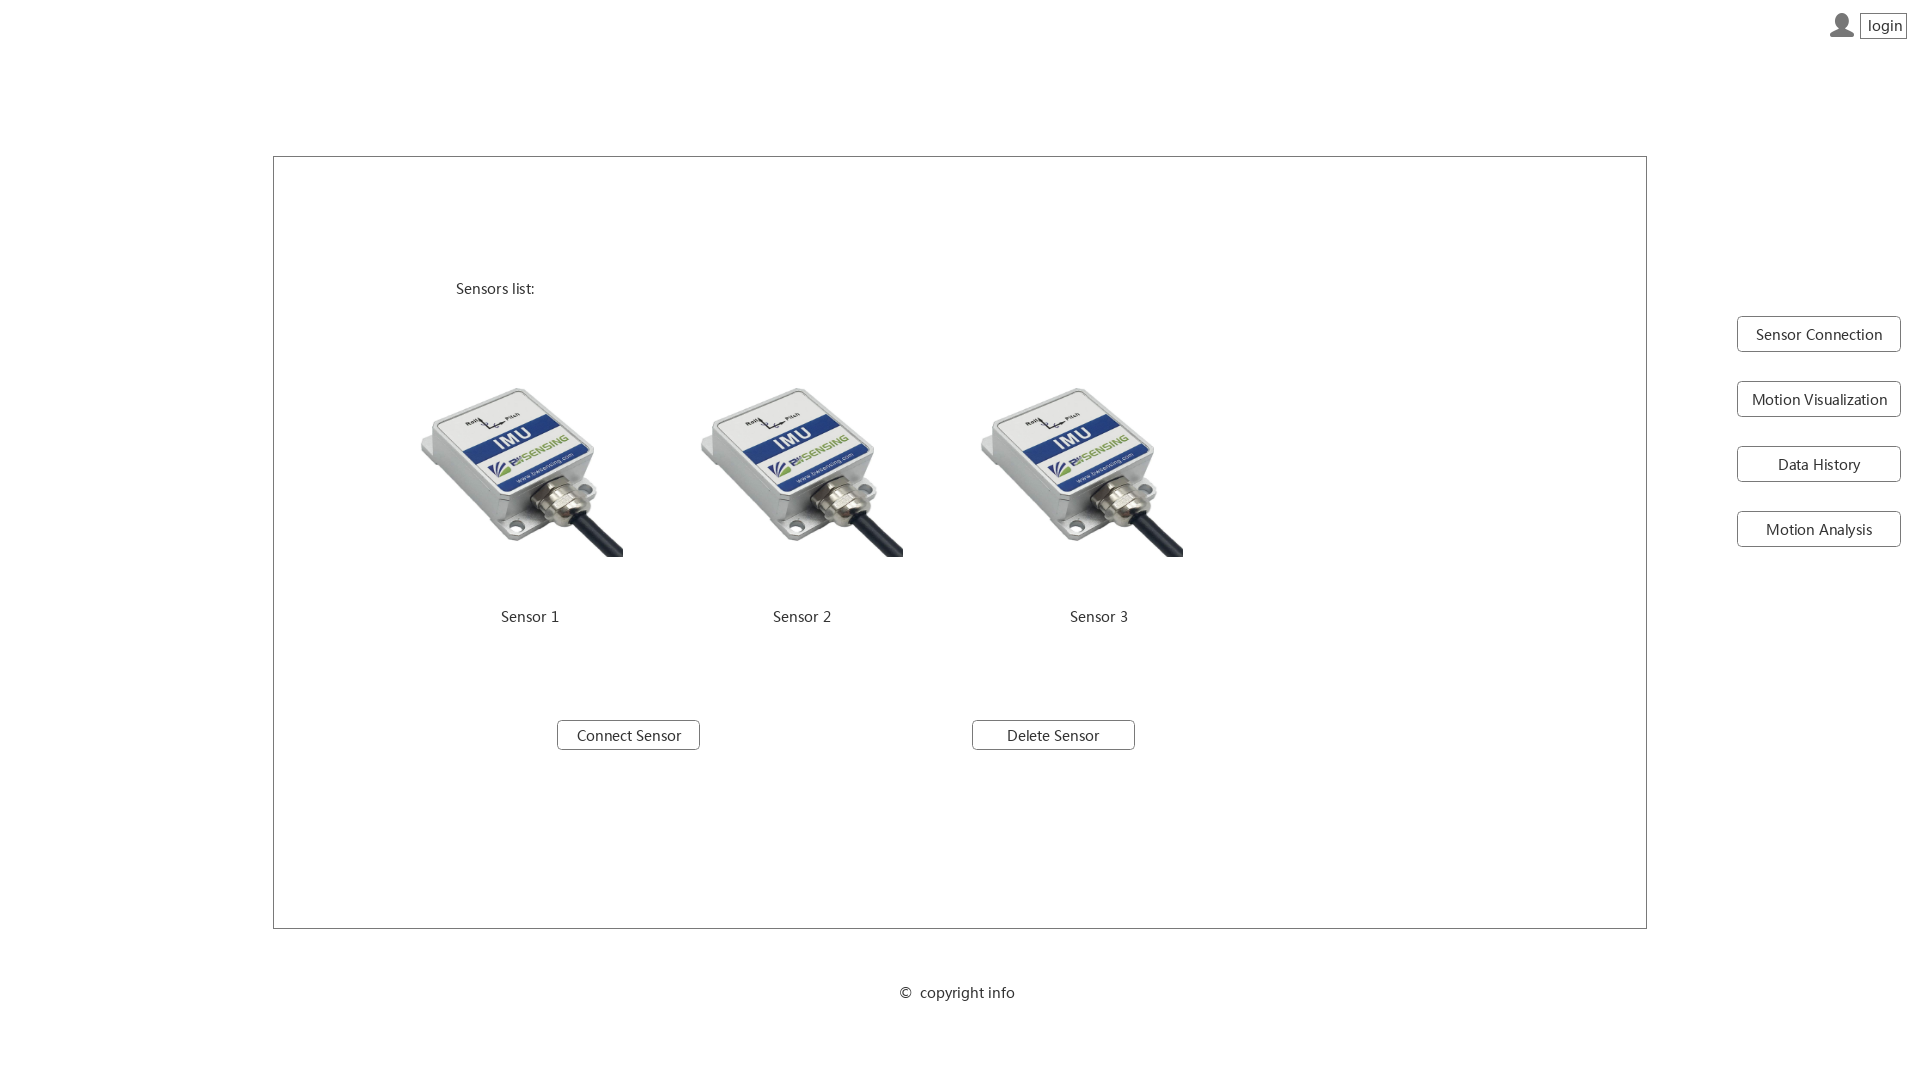 login
Sensors list:
Sensor Connection
Motion Visualization
Data History
Motion Analysis
Roll
Pitch
IMU
BWSENSING
www.bwsensing.com
Roll
Pitch
IMU
BWSENSING
www.bwsensing.com
Roll
Pitch
IMU
BWSENSING
www.bwsensing.com
Sensor 1
Sensor 2
Sensor 3
Connect Sensor
Delete Sensor
© copyright info